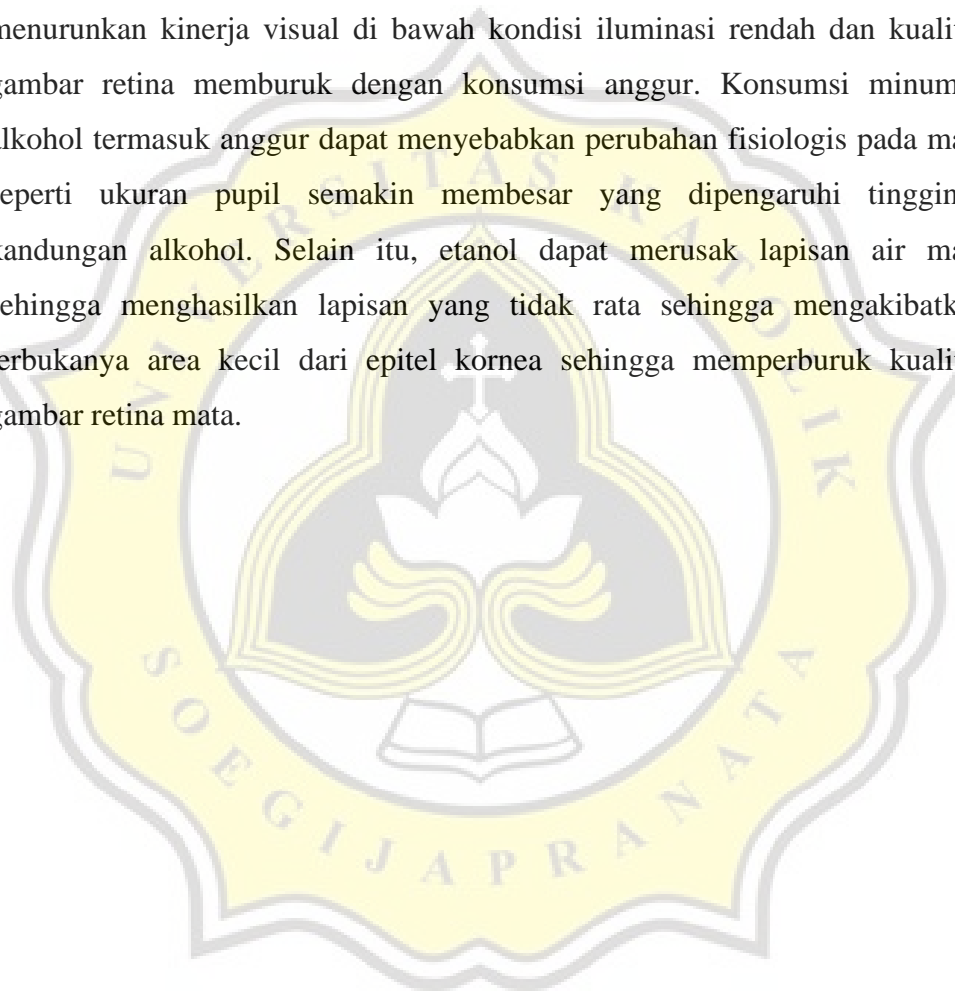 menurunkan kinerja visual di bawah kondisi iluminasi rendah dan kualit
gambar retina memburuk dengan konsumsi anggur. Konsumsi minum
alkohol termasuk anggur dapat menyebabkan perubahan fisiologis pada ma
seperti ukuran pupil semakin membesar yang dipengaruhi tinggin
kandungan alkohol. Selain itu, etanol dapat merusak lapisan air ma
sehingga menghasilkan lapisan yang tidak rata sehingga mengakibatk
terbukanya area kecil dari epitel kornea sehingga memperburuk kualit
gambar retina mata.
UNIVERSITAS KATOLIK
SOEGIJAPRANATA